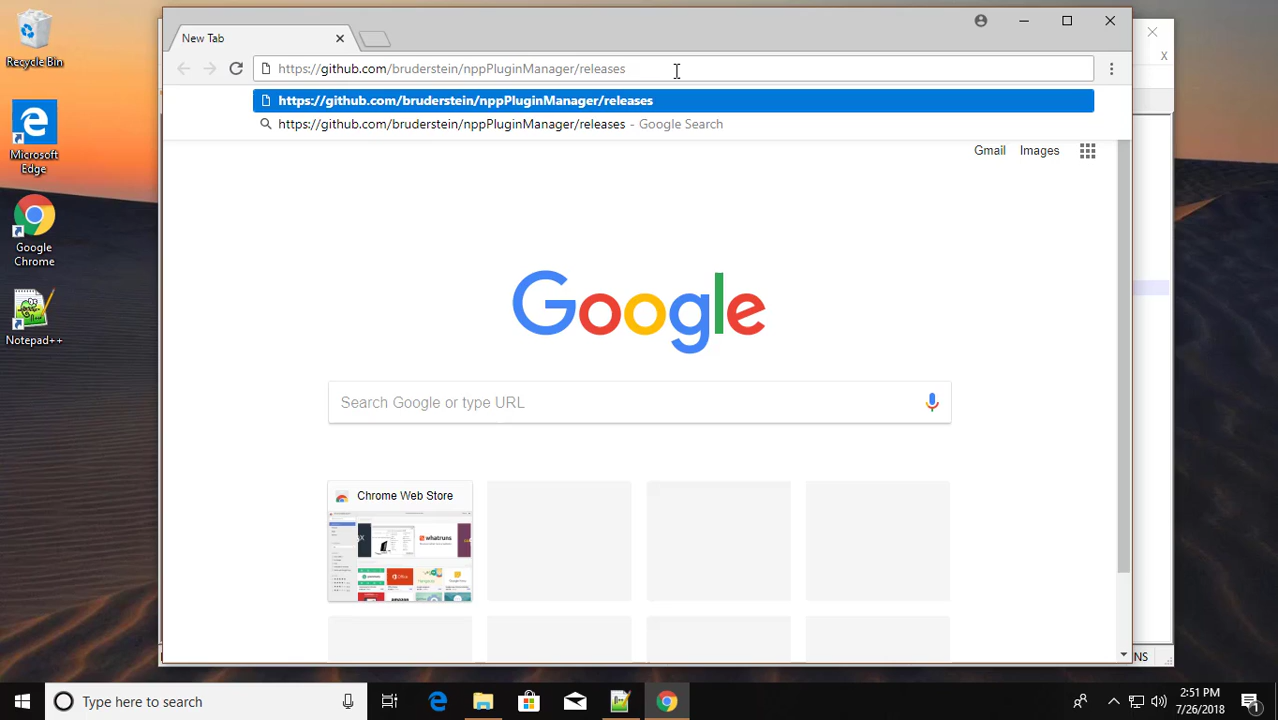 Recycle Bin
Microsoft
Edge
Google
Chrome
Notepad++
New Tab
https://github.com/bruderstein/nppPluginManager/releases
https://github.com/bruderstein/nppPluginManager/releases
https://github.com/bruderstein/nppPluginManager/releases - Google Search
Gmail Images
Google
Search Google or type URL
Chrome Web Store
X
NS
Type here to search
2:51 PM
7/26/2018
1